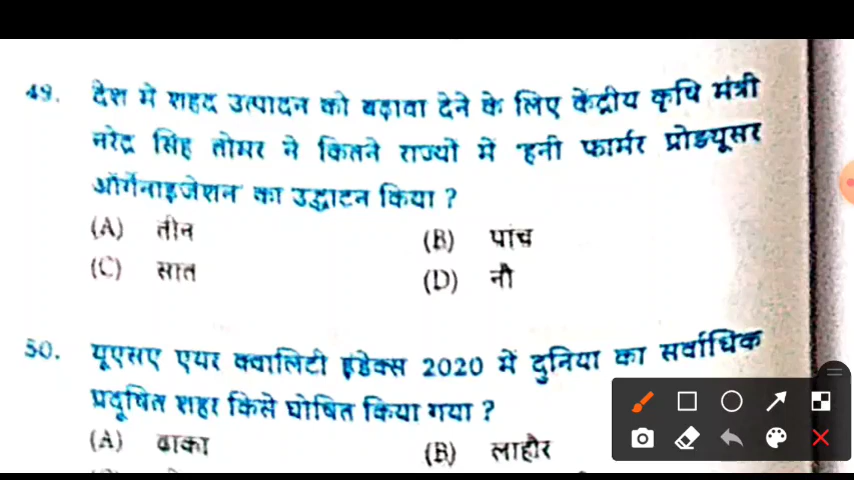 49. देश में शहद उत्पादन को बढ़ावा देने के लिए केंद्रीय कृषि मंत्री
नरेंद्र सिंह तोमर ने कितने राज्यों में 'हनी फार्मर प्रोड्यूसर
ऑर्गेनाइजेशन' का उद्घाटन किया ?
(A) तीन
(B) पांच
(C) सात
(D) नौ
50. यूएसए एयर क्वालिटी इंडेक्स 2020 में दुनिया का सर्वाधिक
प्रदूषित शहर किसे घोषित किया गया ?
(A) ढाका
(B) लाहौर